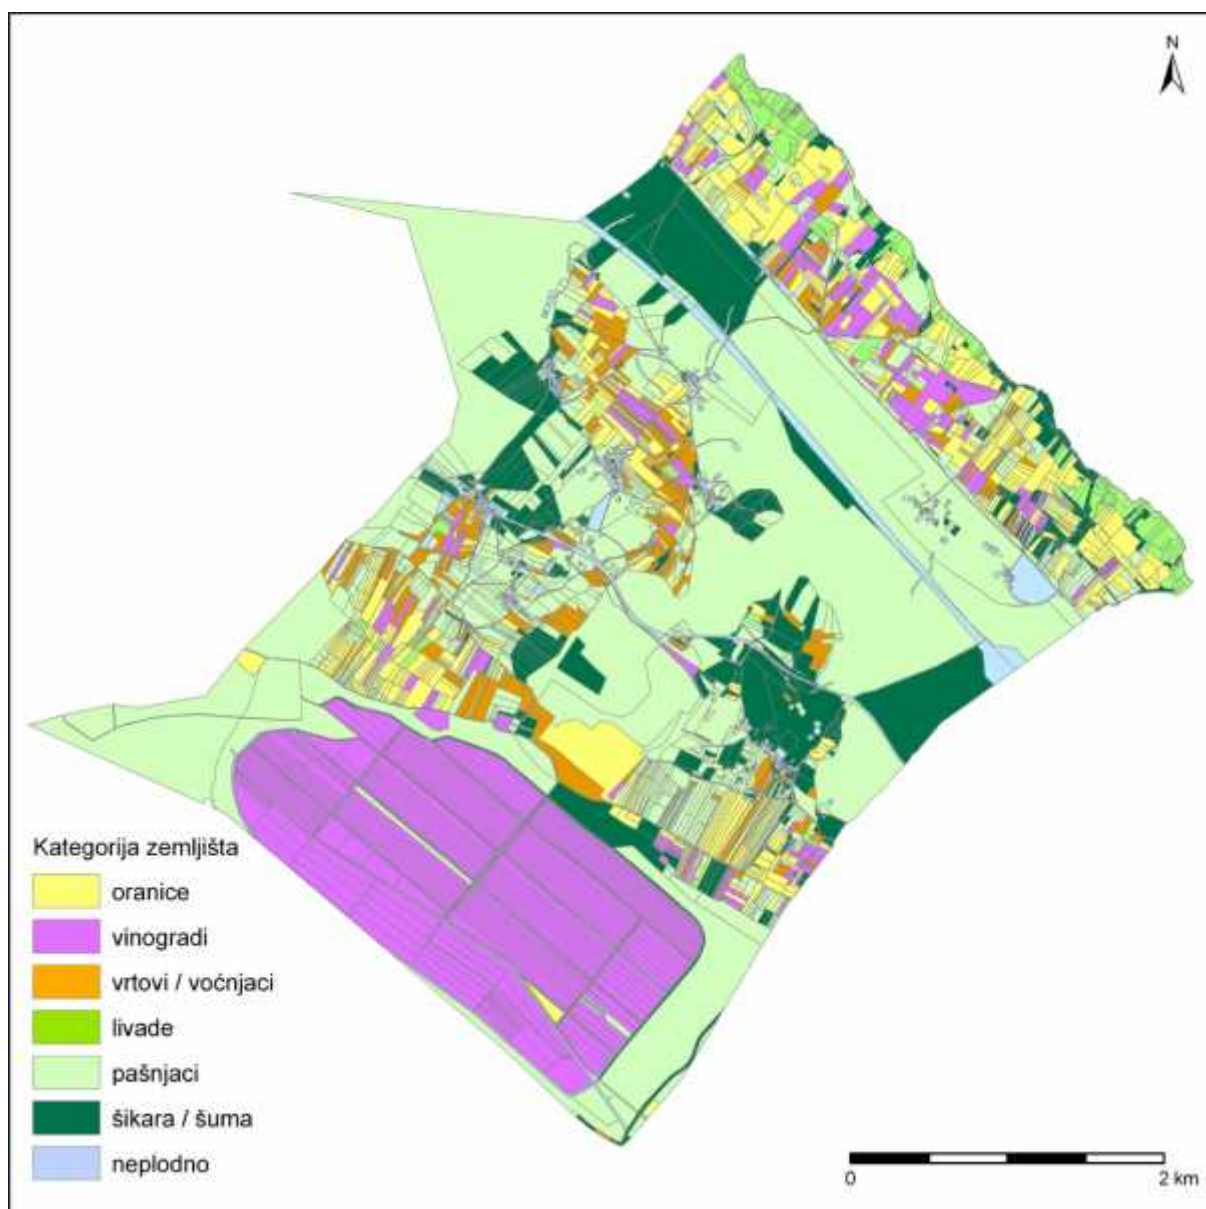 N
Kategorija zemljišta
oranice
vinogradi
vrtovi / voćnjaci
livade
pašnjaci
šikara / šuma
neplodno
0 2 km